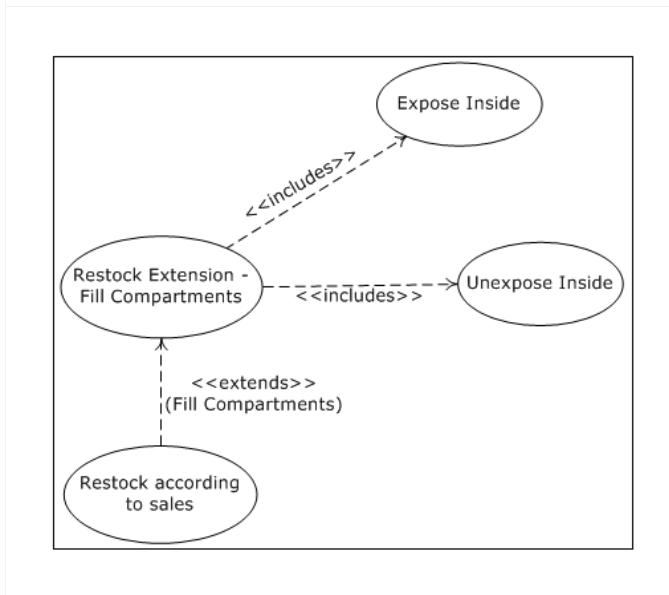 Expose Inside
<<includes>>
Restock Extension -
Fill Compartments
<<includes>>
Unexpose Inside
<<extends>>
(Fill Compartments)
Restock according
to sales